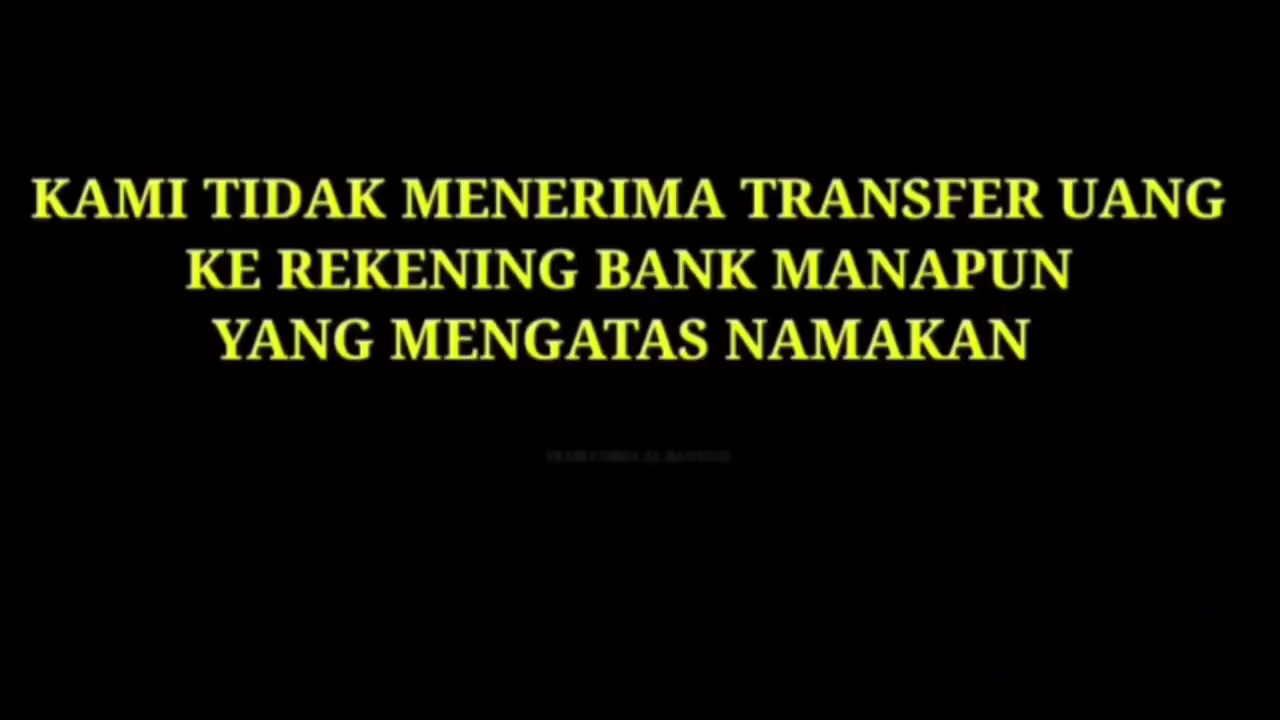 KAMI TIDAK MENERIMA TRANSFER UANG
KE REKENING BANK MANAPUN
YANG MENGATAS NAMAKAN